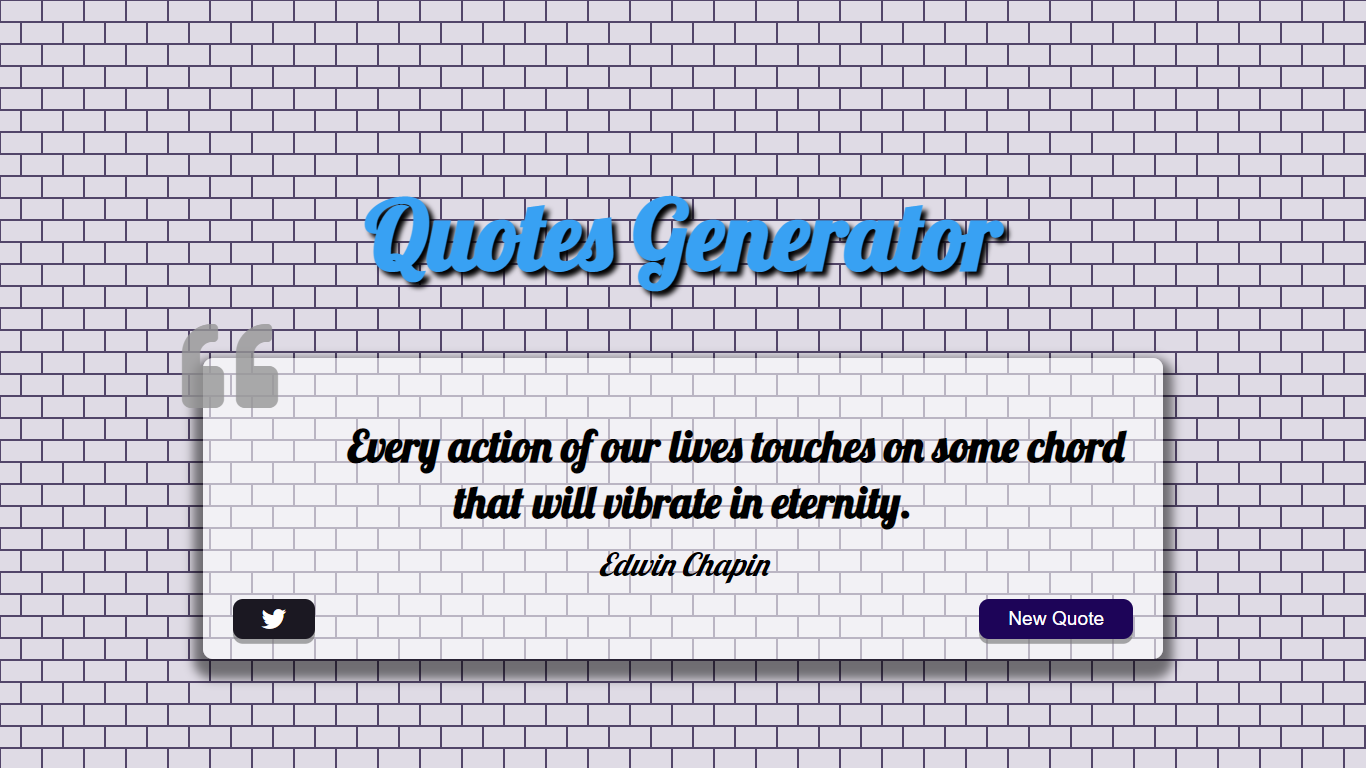 Quotes Generator
Every action of our lives touches on some chord
that will vibrate in eternity.
Edwin Chapin
New Quote